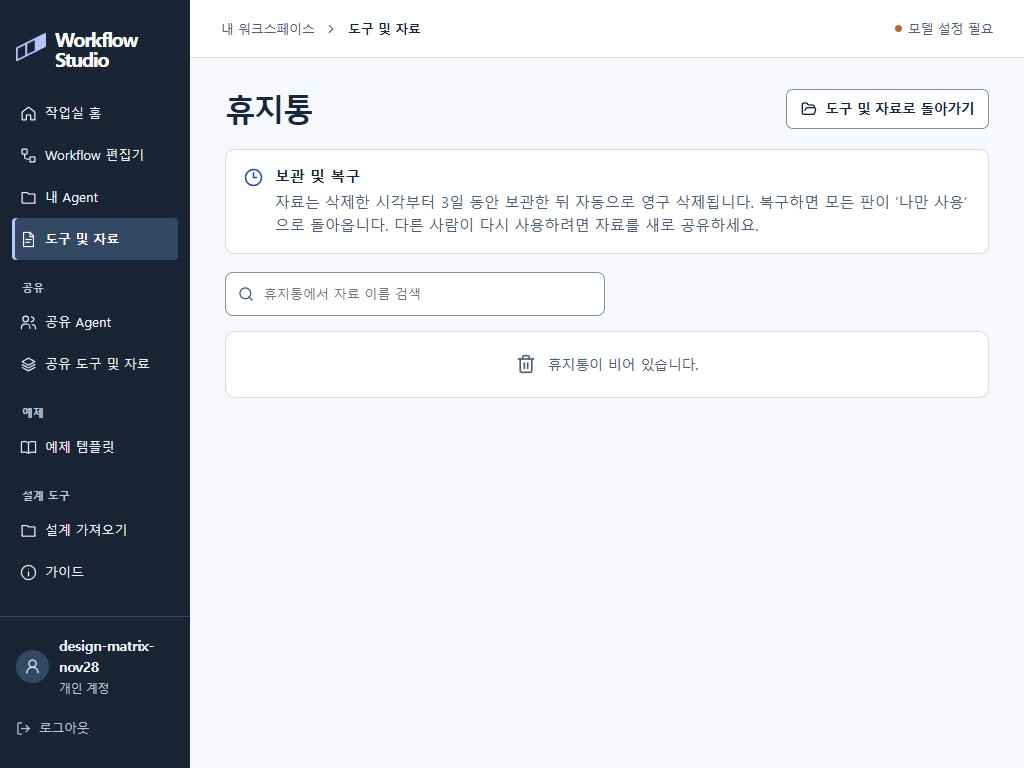 Workflow
Studio
작업실 홈
Workflow 편집기
내 Agent
도구 및 자료
공유
공유 Agent
공유 도구 및 자료
예제
예제 템플릿
설계 도구
설계 가져오기
가이드
design-matrix-
nov28
개인 계정
로그아웃
내 워크스페이스 > 도구 및 자료
모델 설정 필요
휴지통
도구 및 자료로 돌아가기
보관 및 복구
자료는 삭제한 시각부터 3일 동안 보관한 뒤 자동으로 영구 삭제됩니다. 복구하면 모든 판이 ‘나만 사용’
으로 돌아옵니다. 다른 사람이 다시 사용하려면 자료를 새로 공유하세요.
휴지통에서 자료 이름 검색
휴지통이 비어 있습니다.